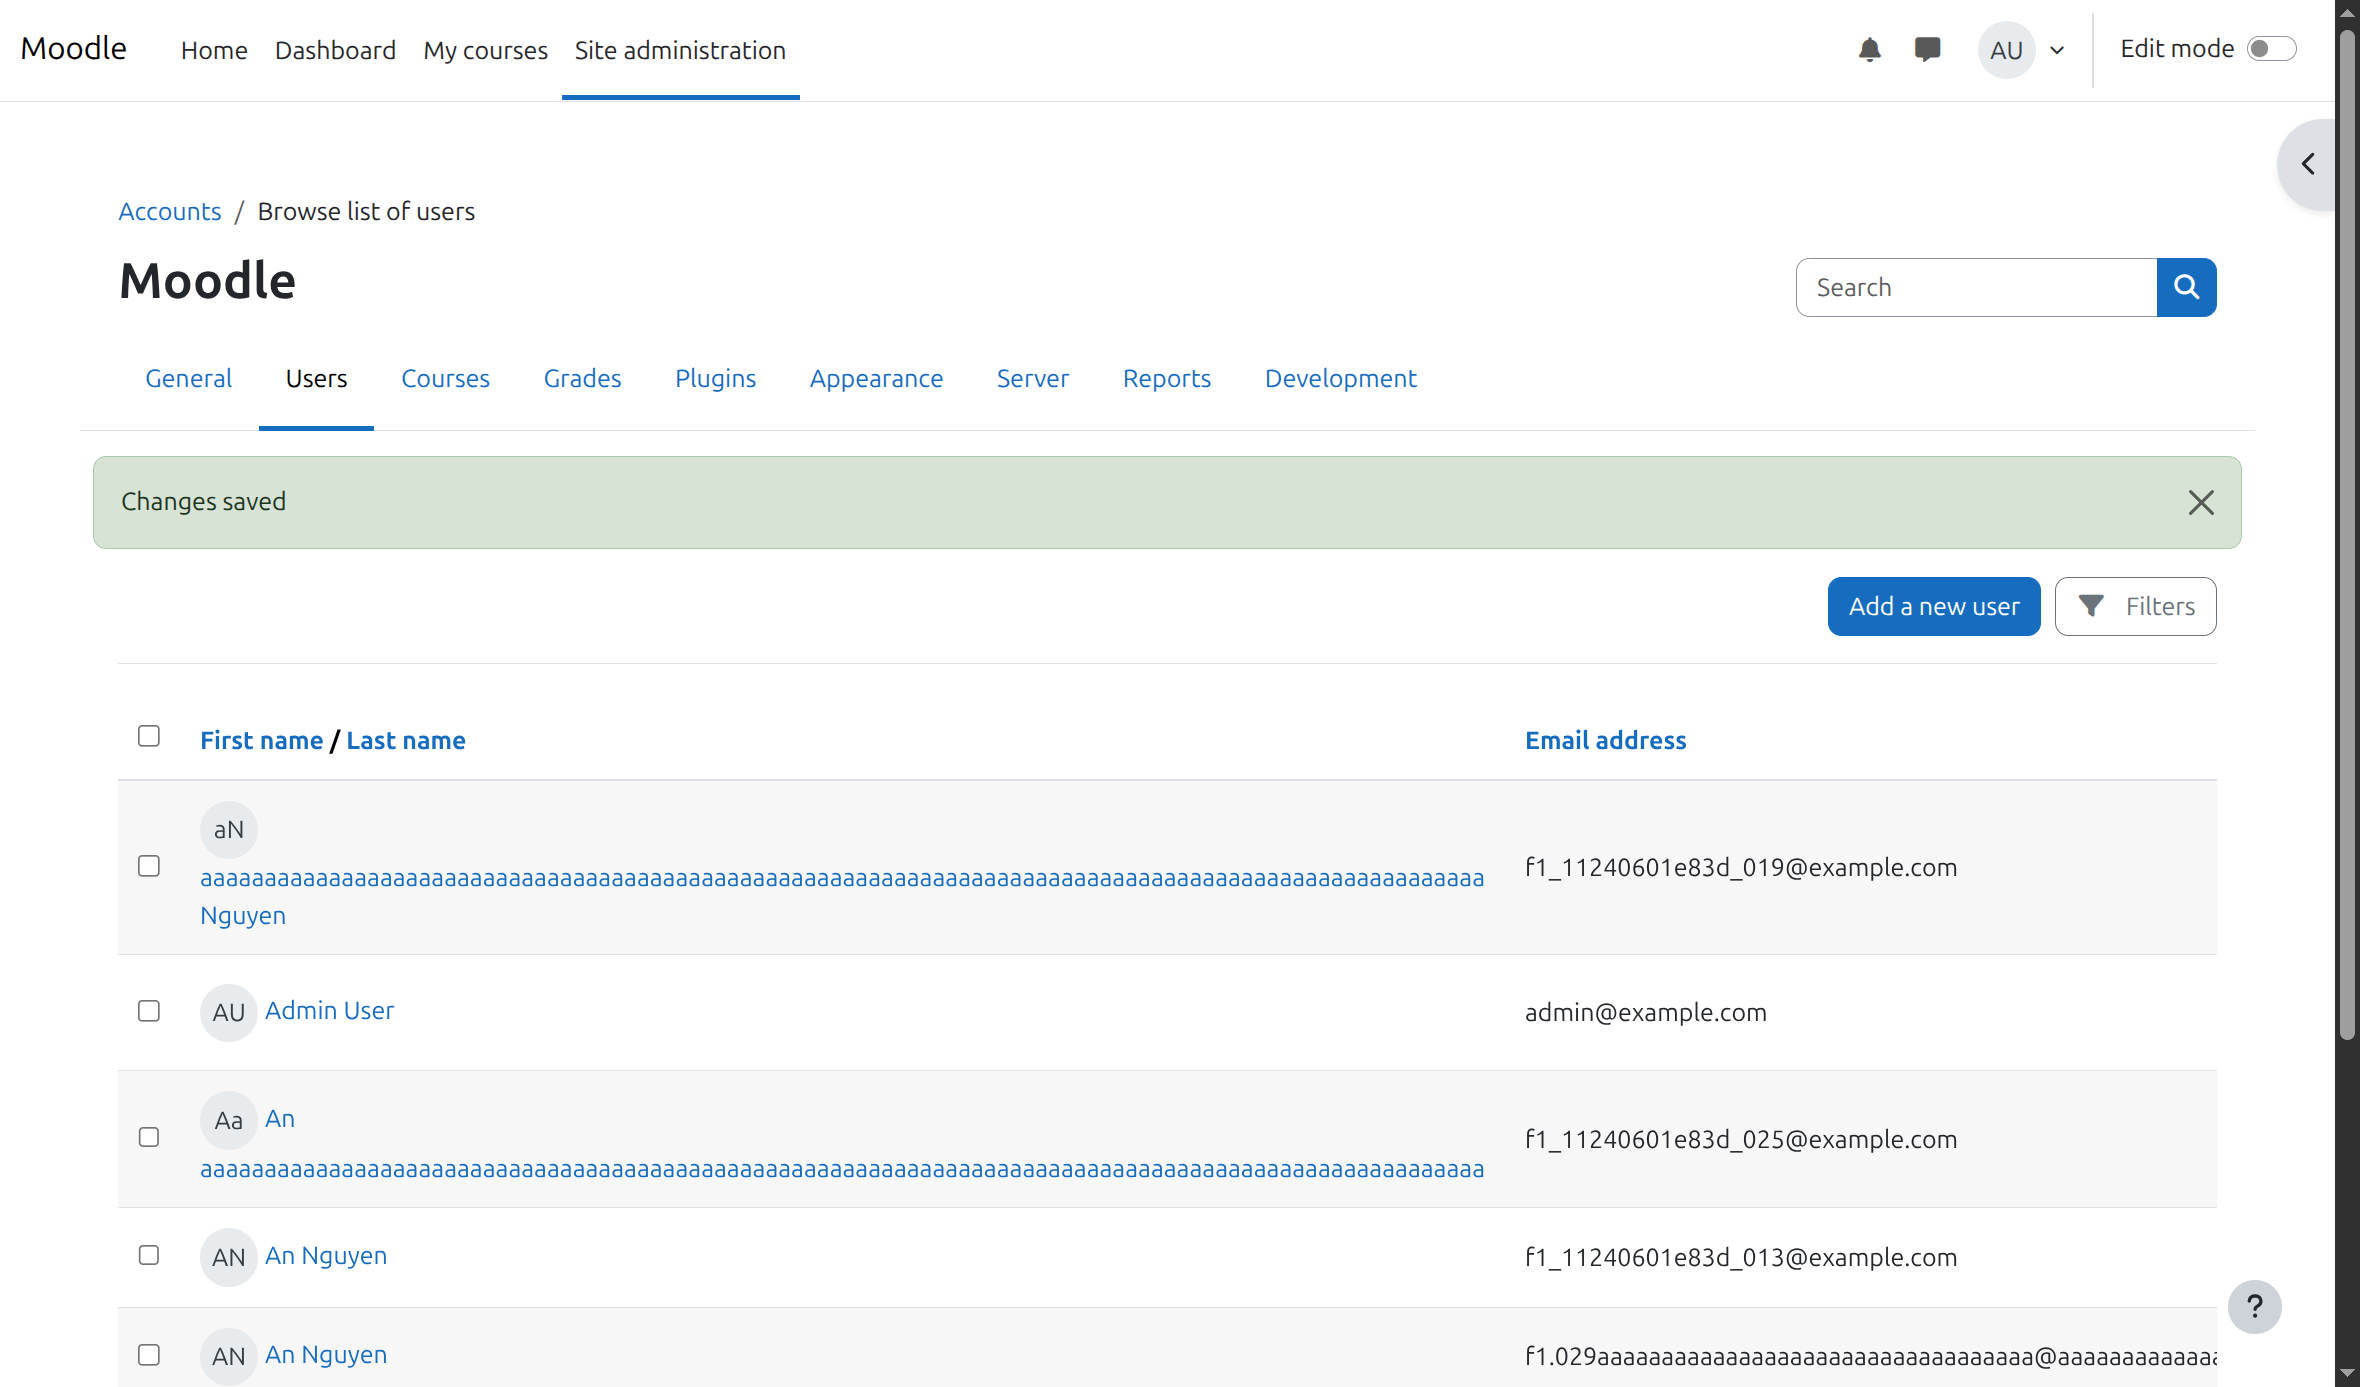 Moodle Home Dashboard My courses Site administration AU Edit mode
Accounts / Browse list of users
Moodle
Search
General Users Courses Grades Plugins Appearance Server Reports Development
Changes saved
Add a new user Filters
First name / Last name Email address
aN
aaaaaaaaaaaaaaaaaaaaaaaaaaaaaaaaaaaaaaaaaaaaaaaaaaaaaaaaaaaaaaaaaaaaaaaaaaaaaaaaaaaaaaaaaaaaaaaaaaaa
Nguyen
f1_11240601e83d_019@example.com
AU Admin User admin@example.com
Aa An
aaaaaaaaaaaaaaaaaaaaaaaaaaaaaaaaaaaaaaaaaaaaaaaaaaaaaaaaaaaaaaaaaaaaaaaaaaaaaaaaaaaaaaaaaaaaaaaaaaaa
f1_11240601e83d_025@example.com
AN An Nguyen f1_11240601e83d_013@example.com
?
AN An Nguyen f1.029aaaaaaaaaaaaaaaaaaaaaaaaaaaaaaaaaa@aaaaaaaaaaaaa